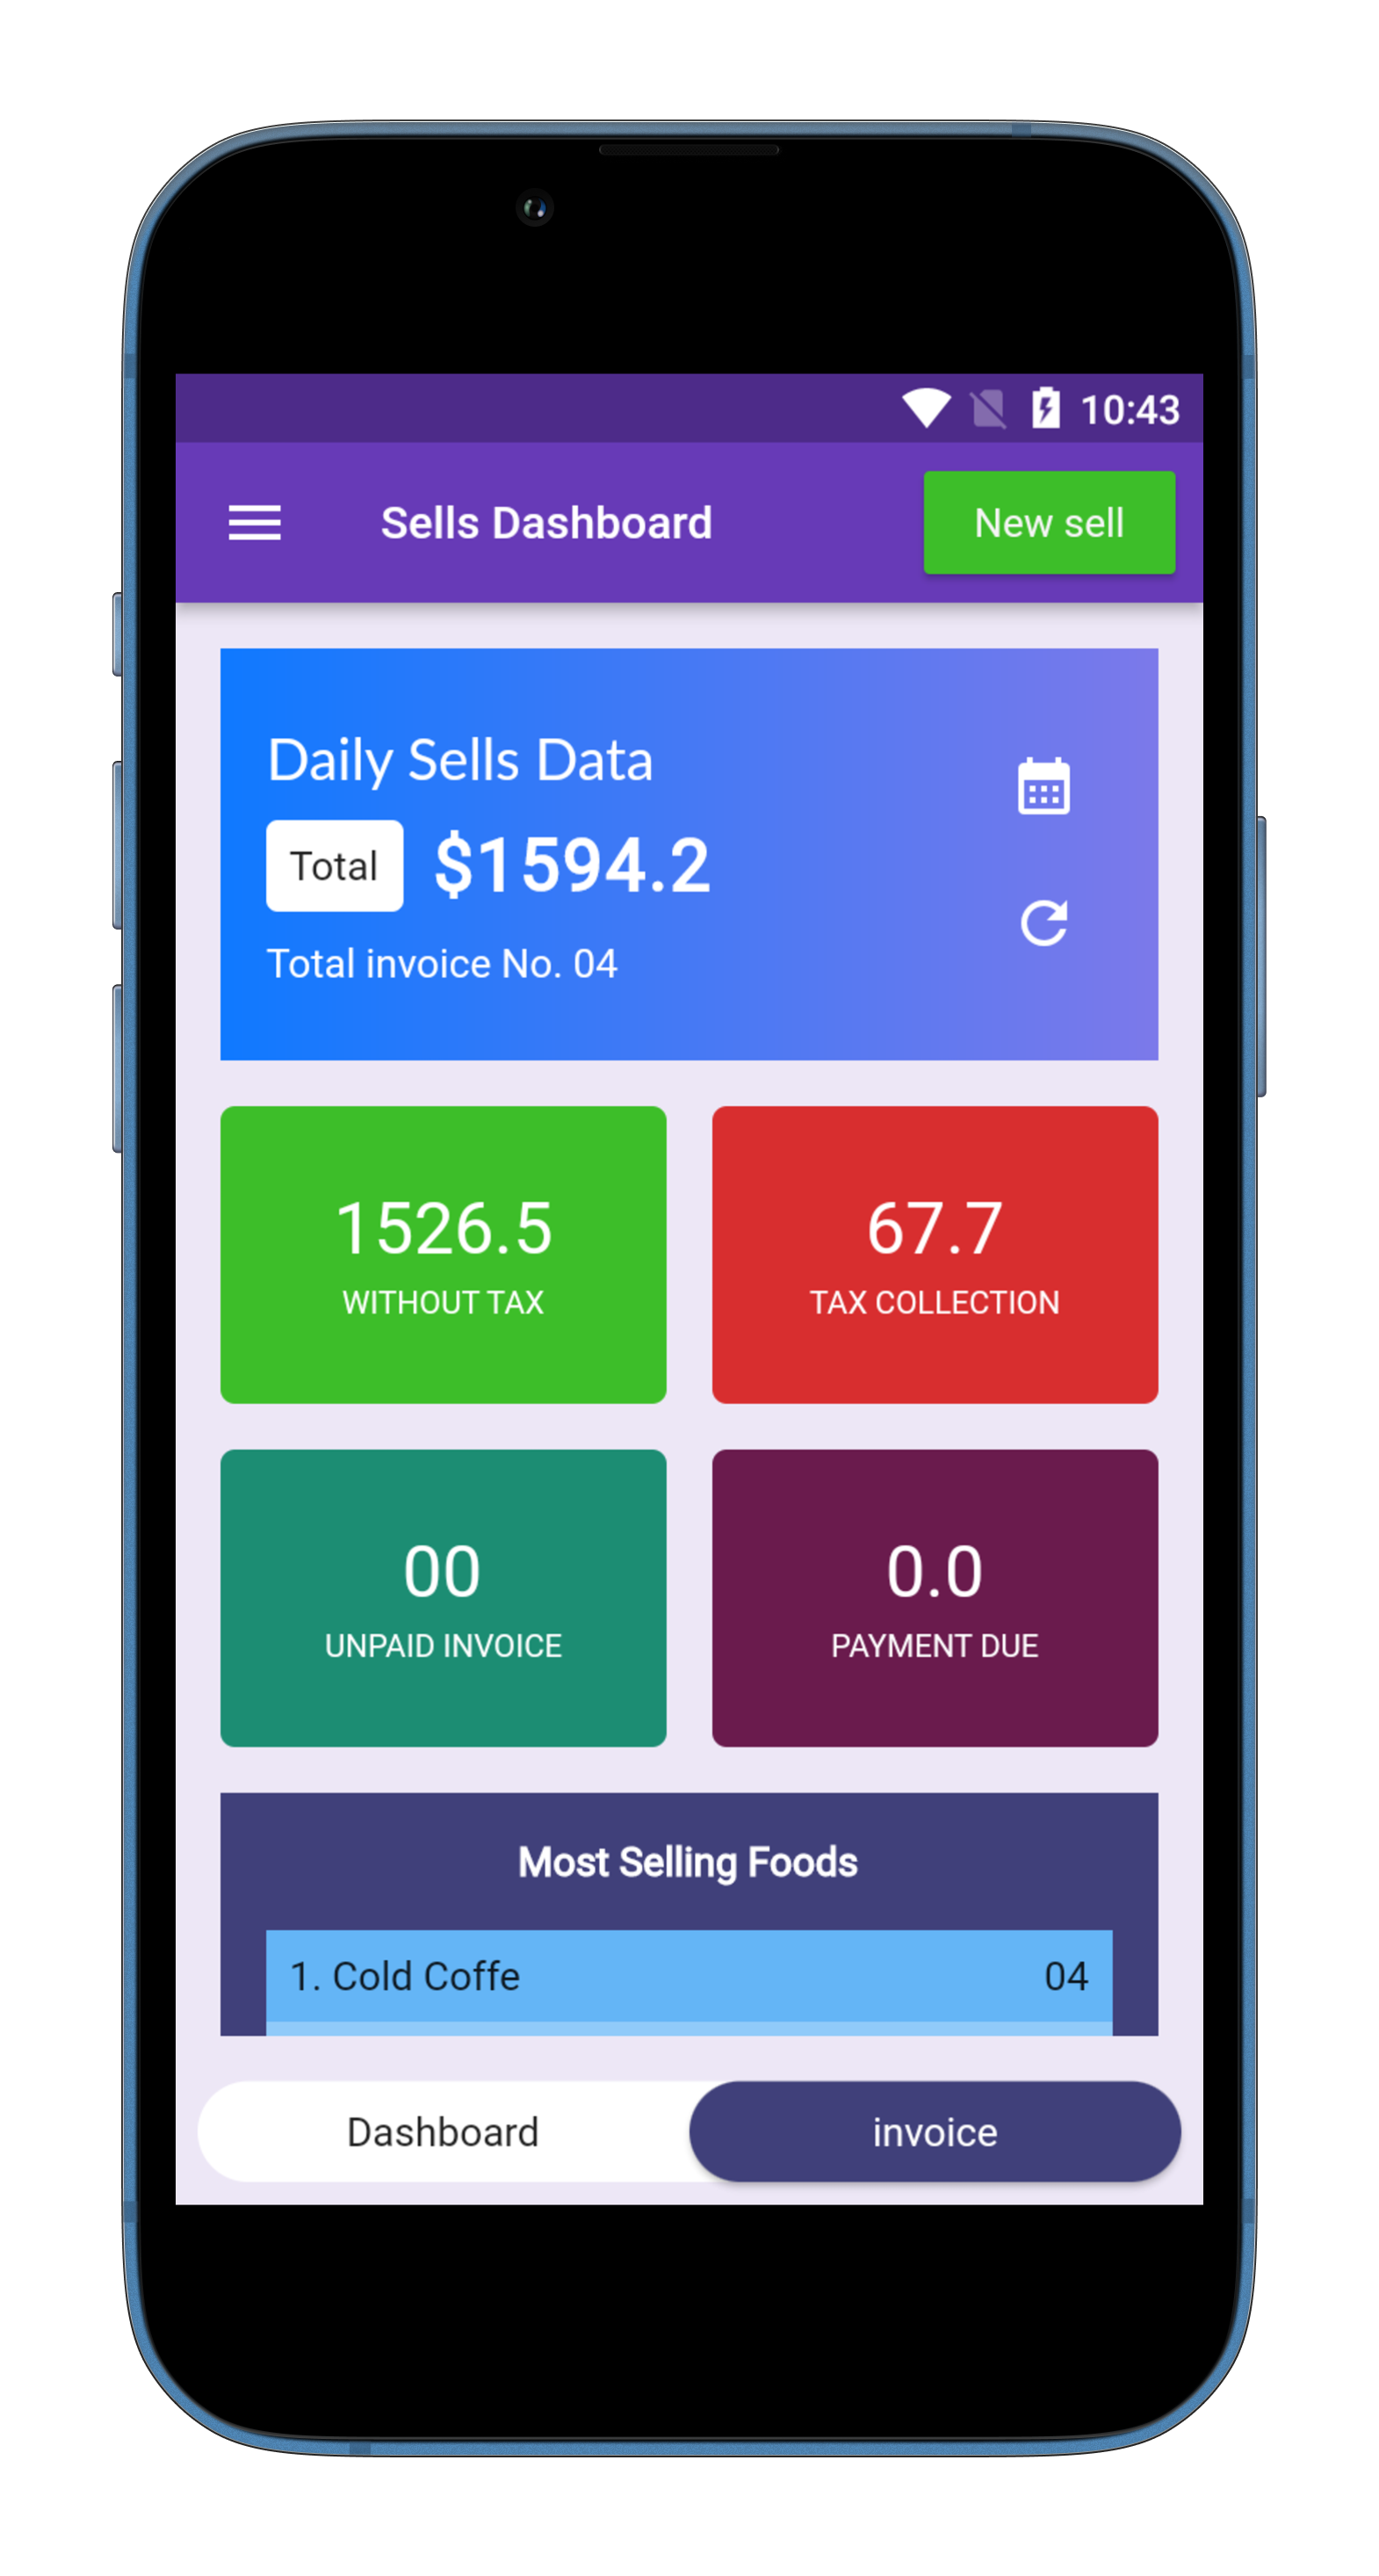 10:43
Sells Dashboard
New sell
Daily Sells Data
Total $1594.2
Total invoice No. 04
1526.5
WITHOUT TAX
67.7
TAX COLLECTION
00
UNPAID INVOICE
0.0
PAYMENT DUE
Most Selling Foods
1. Cold Coffe 04
Dashboard
invoice